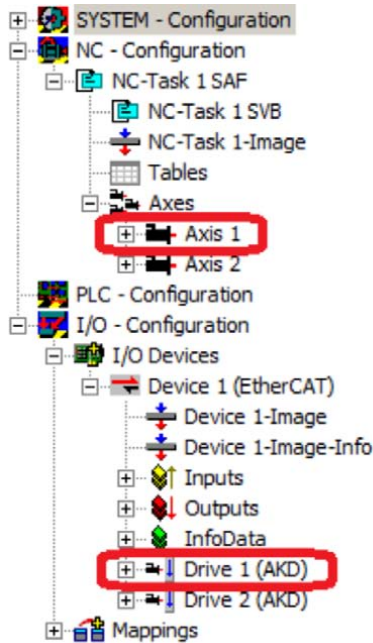 SYSTEM - Configuration
NC - Configuration
NC-Task 1 SAF
NC-Task 1 SVB
NC-Task 1-Image
Tables
Axes
Axis 1
Axis 2
PLC - Configuration
I/O - Configuration
I/O Devices
Device 1 (EtherCAT)
Device 1-Image
Device 1-Image-Info
Inputs
Outputs
InfoData
Drive 1 (AKD)
Drive 2 (AKD)
Mappings